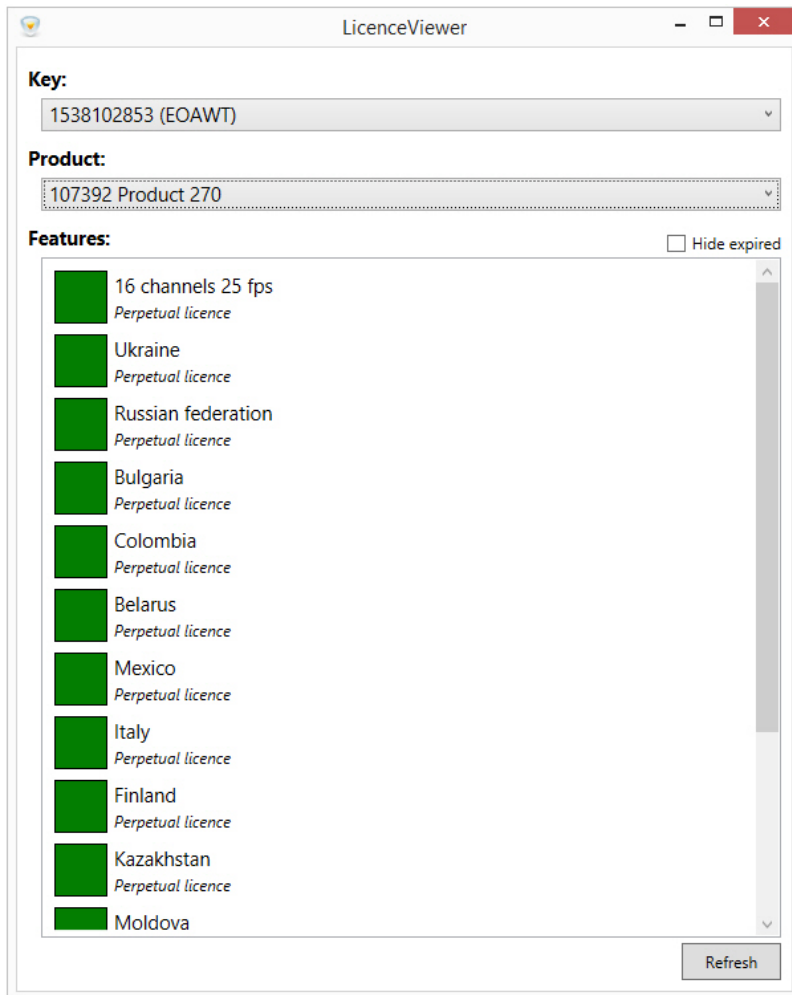 LicenceViewer
Key:
1538102853 (EOAWT)
Product:
107392 Product 270
Features:
Hide expired
16 channels 25 fps
Perpetual licence
Ukraine
Perpetual licence
Russian federation
Perpetual licence
Bulgaria
Perpetual licence
Colombia
Perpetual licence
Belarus
Perpetual licence
Mexico
Perpetual licence
Italy
Perpetual licence
Finland
Perpetual licence
Kazakhstan
Perpetual licence
Moldova
Refresh